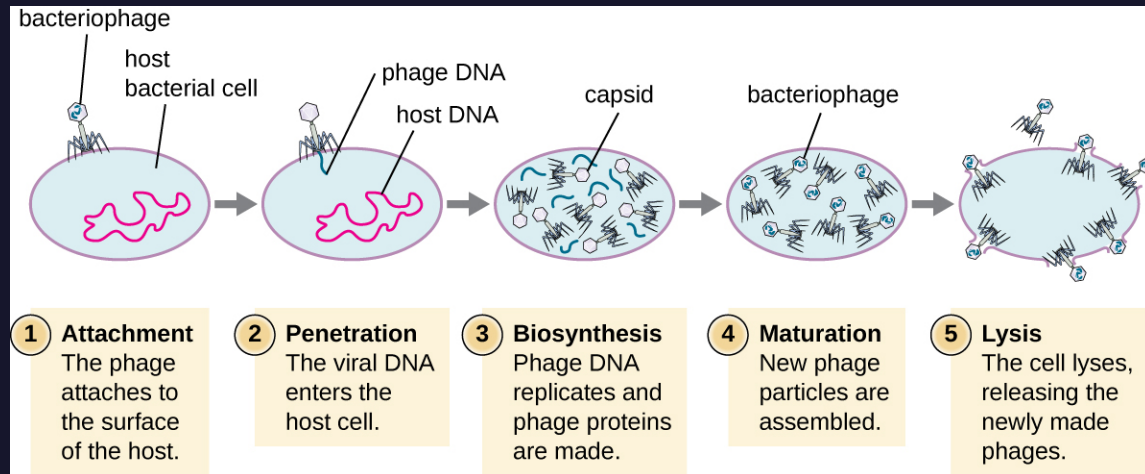 bacteriophage
host
bacterial cell
phage DNA
host DNA
capsid
bacteriophage
1 Attachment
The phage
attaches to
the surface
of the host.
2 Penetration
The viral DNA
enters the
host cell.
3 Biosynthesis
Phage DNA
replicates and
phage proteins
are made.
4 Maturation
New phage
particles are
assembled.
5 Lysis
The cell lyses,
releasing the
newly made
phages.